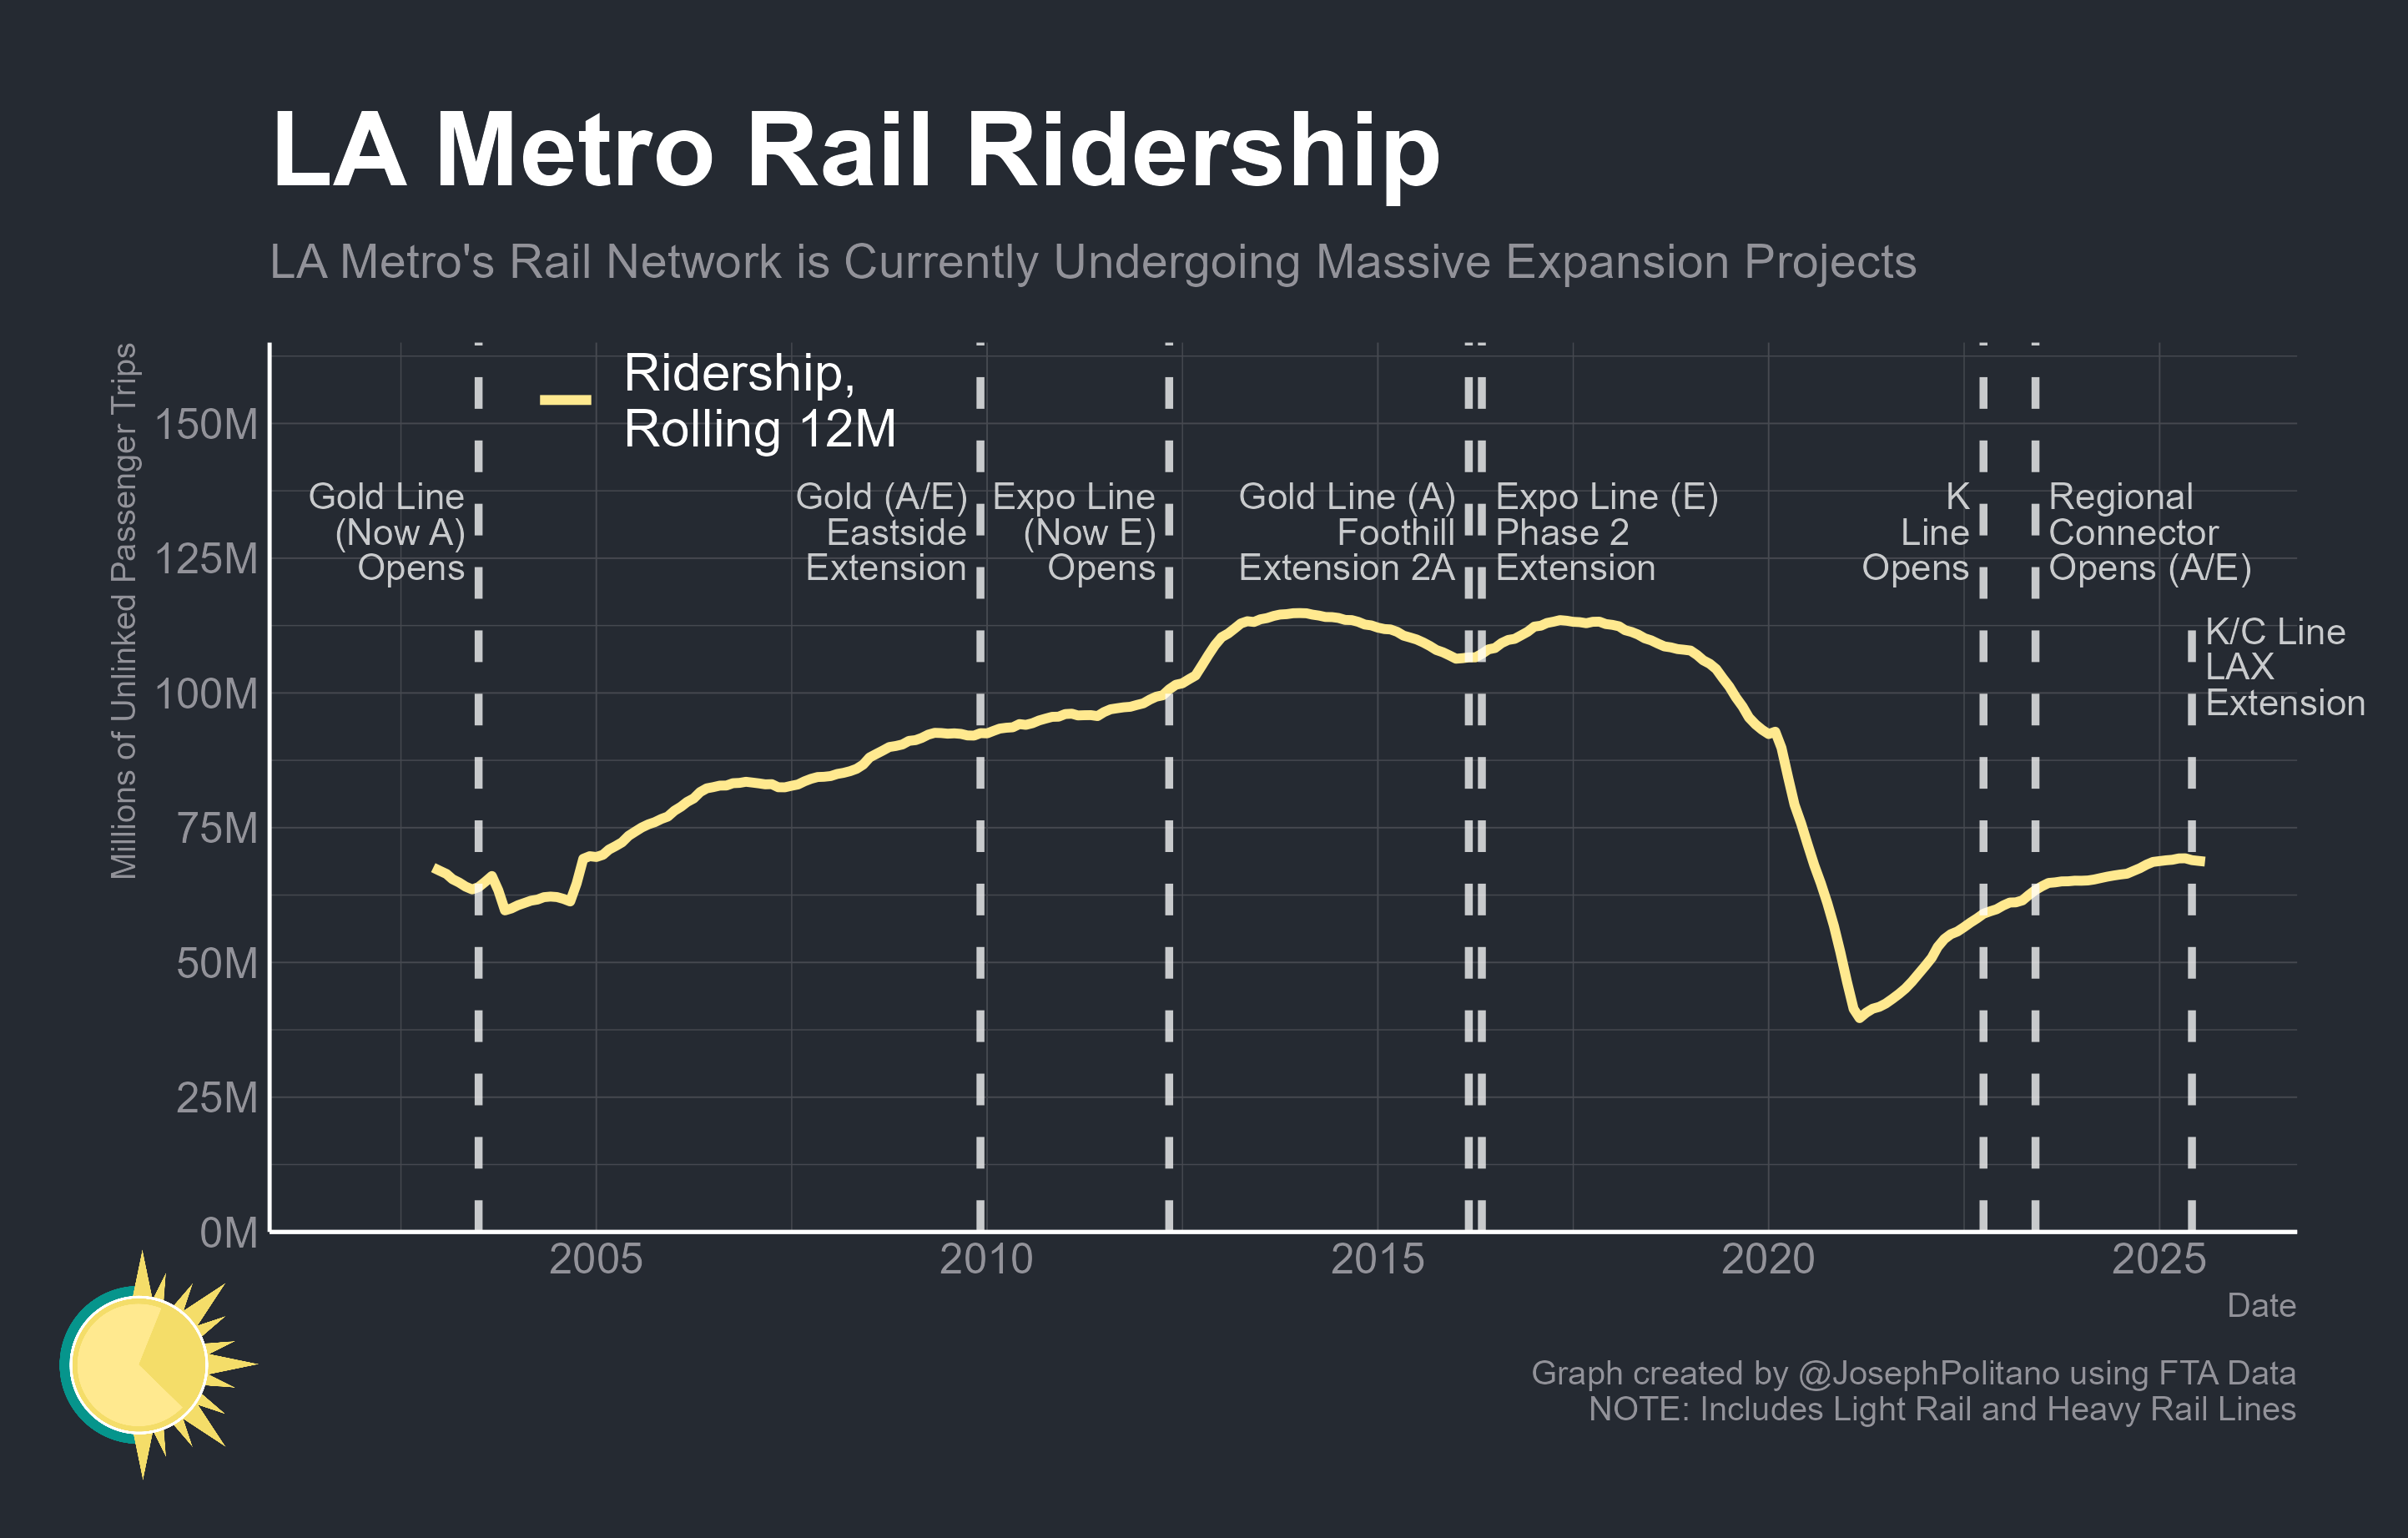 LA Metro Rail Ridership
LA Metro's Rail Network is Currently Undergoing Massive Expansion Projects
Millions of Unlinked Passenger Trips
150M
125M
100M
75M
50M
25M
0M
Ridership,
Rolling 12M
Gold Line
(Now A)
Opens
Gold (A/E)
Eastside
Extension
Expo Line
(Now E)
Opens
Gold Line (A)
Foothill
Extension 2A
Expo Line (E)
Phase 2
Extension
K
Line
Opens
Regional
Connector
Opens (A/E)
K/C Line
LAX
Extension
2005
2010
2015
2020
2025
Date
Graph created by @JosephPolitano using FTA Data
NOTE: Includes Light Rail and Heavy Rail Lines